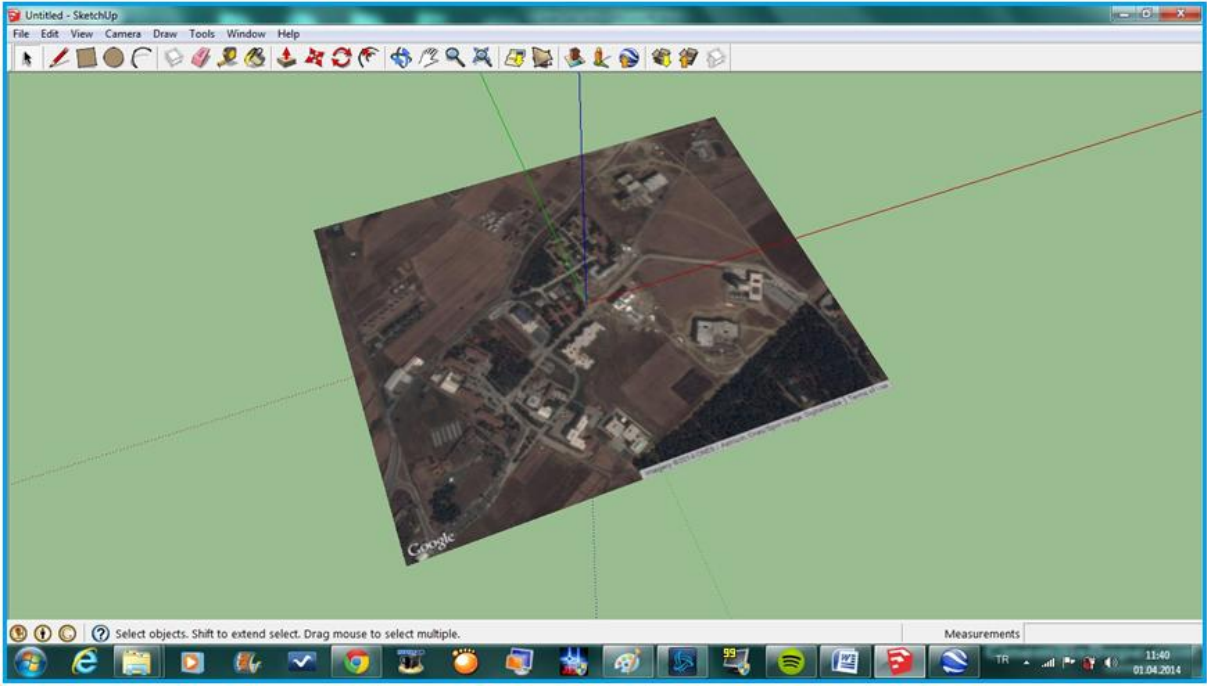 Untitled - SketchUp
File Edit View Camera Draw Tools Window Help
Google
Select objects. Shift to extend select. Drag mouse to select multiple.
Measurements
99
TR
11:40
01.04.2014